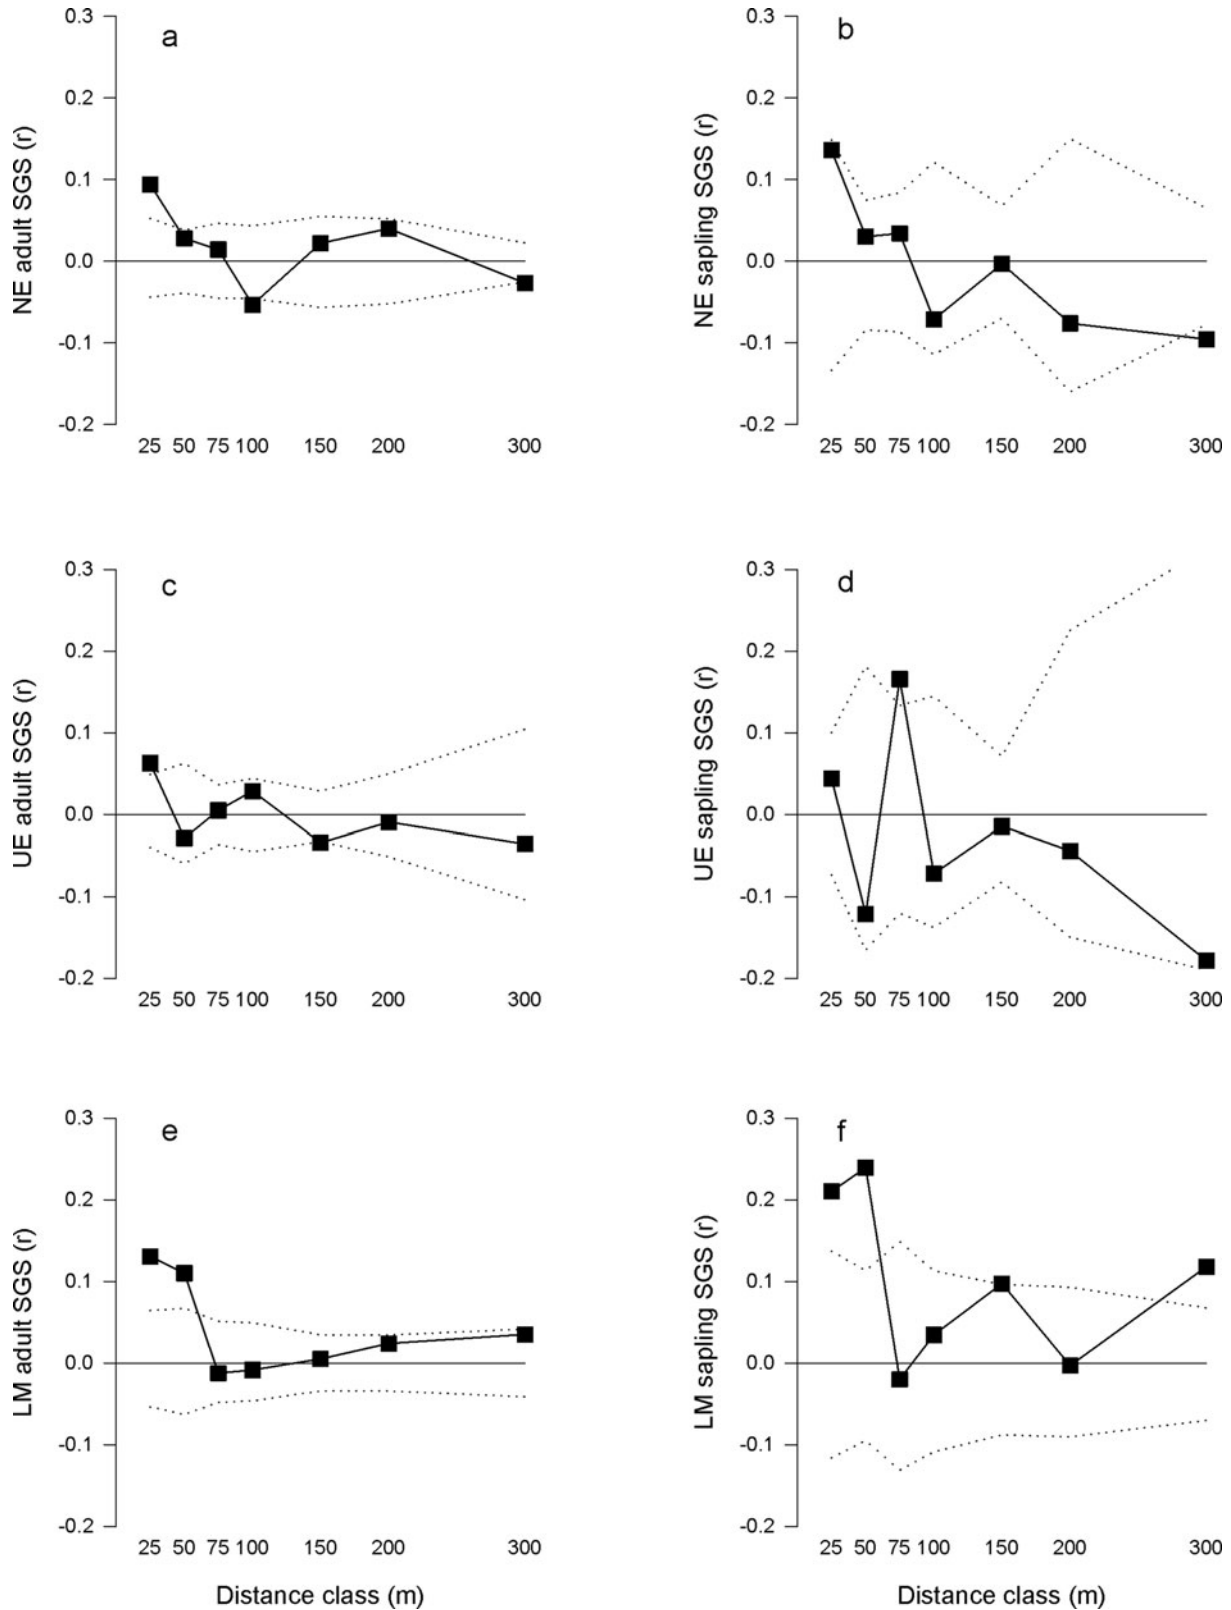 a
NE adult SGS (r)
0.3
0.2
0.1
0.0
-0.1
-0.2
25 50 75 100 150 200 300
b
NE sapling SGS (r)
0.3
0.2
0.1
0.0
-0.1
-0.2
25 50 75 100 150 200 300
c
UE adult SGS (r)
0.3
0.2
0.1
0.0
-0.1
-0.2
25 50 75 100 150 200 300
d
UE sapling SGS (r)
0.3
0.2
0.1
0.0
-0.1
-0.2
25 50 75 100 150 200 300
e
LM adult SGS (r)
0.3
0.2
0.1
0.0
-0.1
-0.2
25 50 75 100 150 200 300
Distance class (m)
f
LM sapling SGS (r)
0.3
0.2
0.1
0.0
-0.1
-0.2
25 50 75 100 150 200 300
Distance class (m)